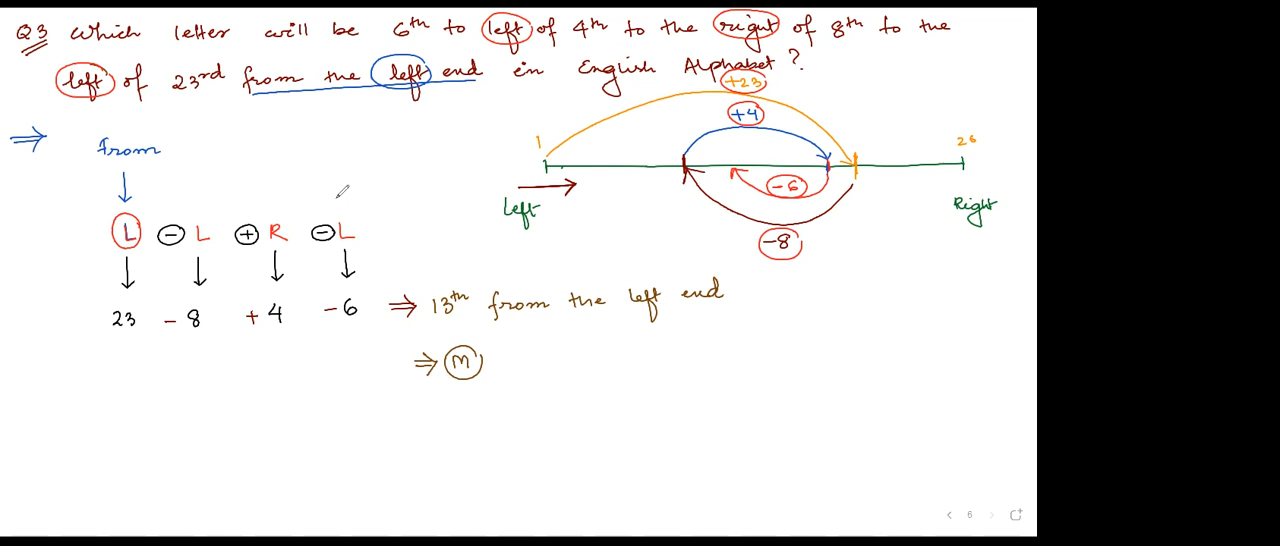 Q3 Which letter will be 6th to left of 4th to the right of 8th to the
left of 23rd from the left end in English Alphabet?
+23
+4
⇒ from
1
26
-6
Left
Right
L - L + R - L
-8
23 - 8 + 4 - 6 ⇒ 13th from the left end
⇒ M
< 6 >